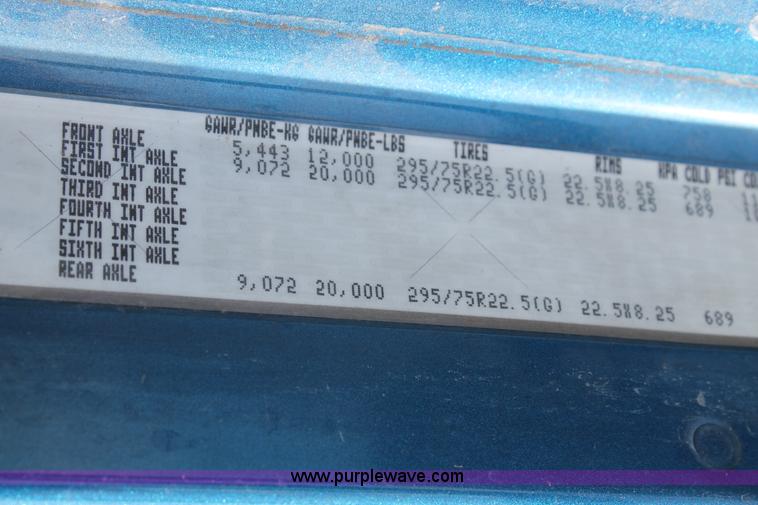 GAWR/PNBE-KG GAWR/PNBE-LBS TIRES RIMS KPA COLD PSI
FRONT AXLE 5,443 12,000 295/75R22.5(G) 22.5X8.25 758
FIRST INT AXLE 9,072 20,000 295/75R22.5(G) 22.5X8.25 689
SECOND INT AXLE
THIRD INT AXLE
FOURTH INT AXLE
FIFTH INT AXLE
SIXTH INT AXLE
REAR AXLE 9,072 20,000 295/75R22.5(G) 22.5X8.25 689
www.purplewave.com